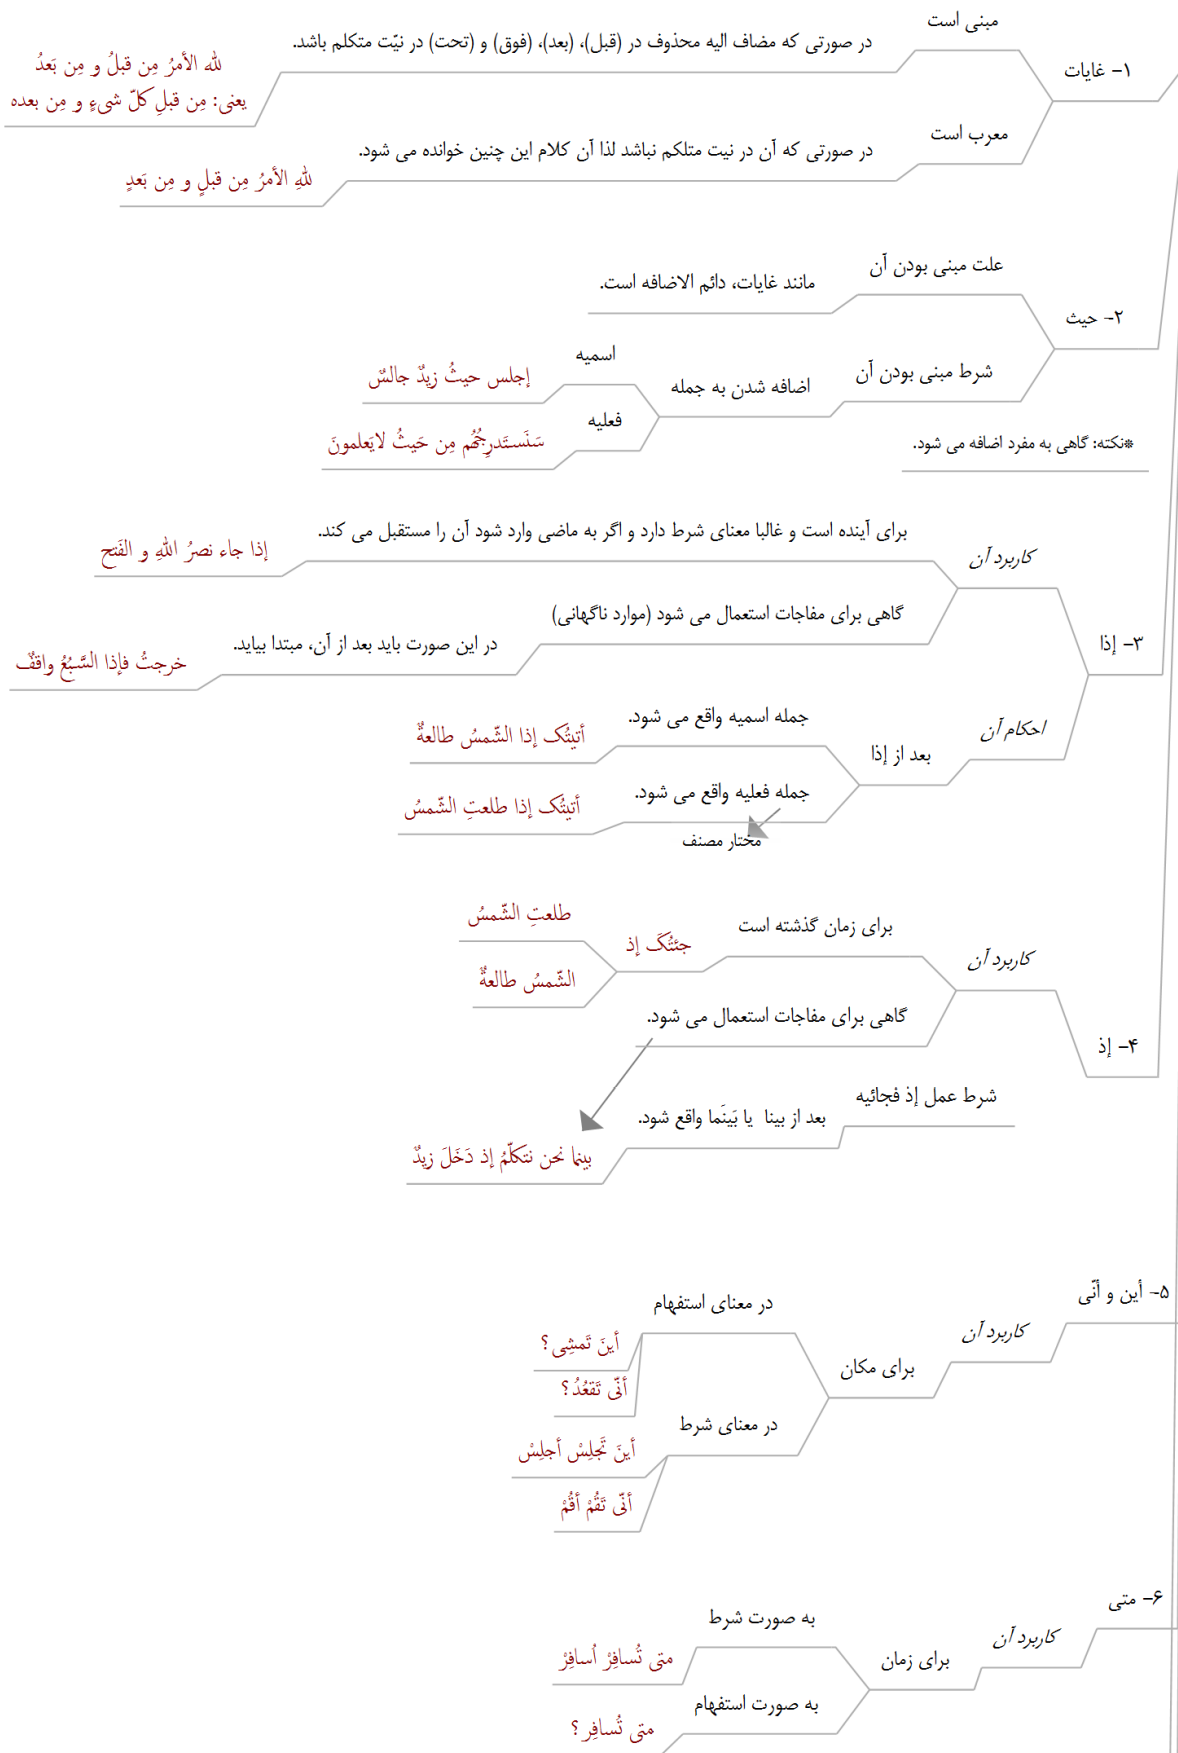 ۱- غایات
مبنی است
در صورتی که مضاف الیه محذوف در (قبل)، (بعد)، (فوق) و (تحت) در نیّت متکلم باشد.
لله الأمرُ مِن قبلُ و مِن بَعدُ
یعنی: مِن قبلِ کلّ شیءٍ و مِن بعده
معرب است
در صورتی که آن در نیت متلکم نباشد لذا آن کلام این چنین خوانده می شود.
للهِ الأمرُ مِن قبلٍ و مِن بَعدٍ
۲- حیث
علت مبنی بودن آن
مانند غایات، دائم الاضافه است.
شرط مبنی بودن آن
اضافه شدن به جمله
اسمیه
إجلس حیثُ زیدٌ جالسٌ
فعلیه
سَنَستَدرِجُهُم مِن حَیثُ لایَعلمونَ
*نکته: گاهی به مفرد اضافه می شود.
۳- إذا
کاربرد آن
برای آینده است و غالبا معنای شرط دارد و اگر به ماضی وارد شود آن را مستقبل می کند.
إذا جاء نصرُ اللهِ و الفَتح
گاهی برای مفاجات استعمال می شود (موارد ناگهانی)
در این صورت باید بعد از آن، مبتدا بیاید.
خرجتُ فإذا السَّبُعُ واقفٌ
احکام آن
بعد از إذا
جمله اسمیه واقع می شود.
أتیتُک إذا الشّمسُ طالعةٌ
جمله فعلیه واقع می شود.
أتیتُک إذا طلعتِ الشّمسُ
مختار مصنف
۴- إذ
کاربرد آن
برای زمان گذشته است
جئتُکَ إذ
طلعتِ الشّمسُ
الشّمسُ طالعةٌ
گاهی برای مفاجات استعمال می شود.
شرط عمل إذ فجائیه
بعد از بینا یا بَینَما واقع شود.
بینما نحن نتکلّمُ إذ دَخَلَ زیدٌ
۵- أین و أنّی
کاربرد آن
برای مکان
در معنای استفهام
أینَ تَمشِی؟
أنّی تَقعُدُ؟
در معنای شرط
أینَ تَجلِسْ أجلِسْ
أنّی تَقُمْ أقُمْ
۶- متی
کاربرد آن
برای زمان
به صورت شرط
متی تُسافِرْ اُسافِرْ
به صورت استفهام
متی تُسافِر؟